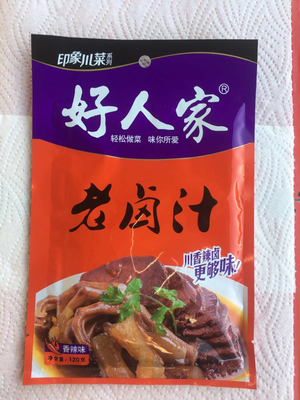 印象川菜系列
好人家®
轻松做菜 味你所爱
老卤汁
川香辣卤
更够味!
香辣味
净含量:120克